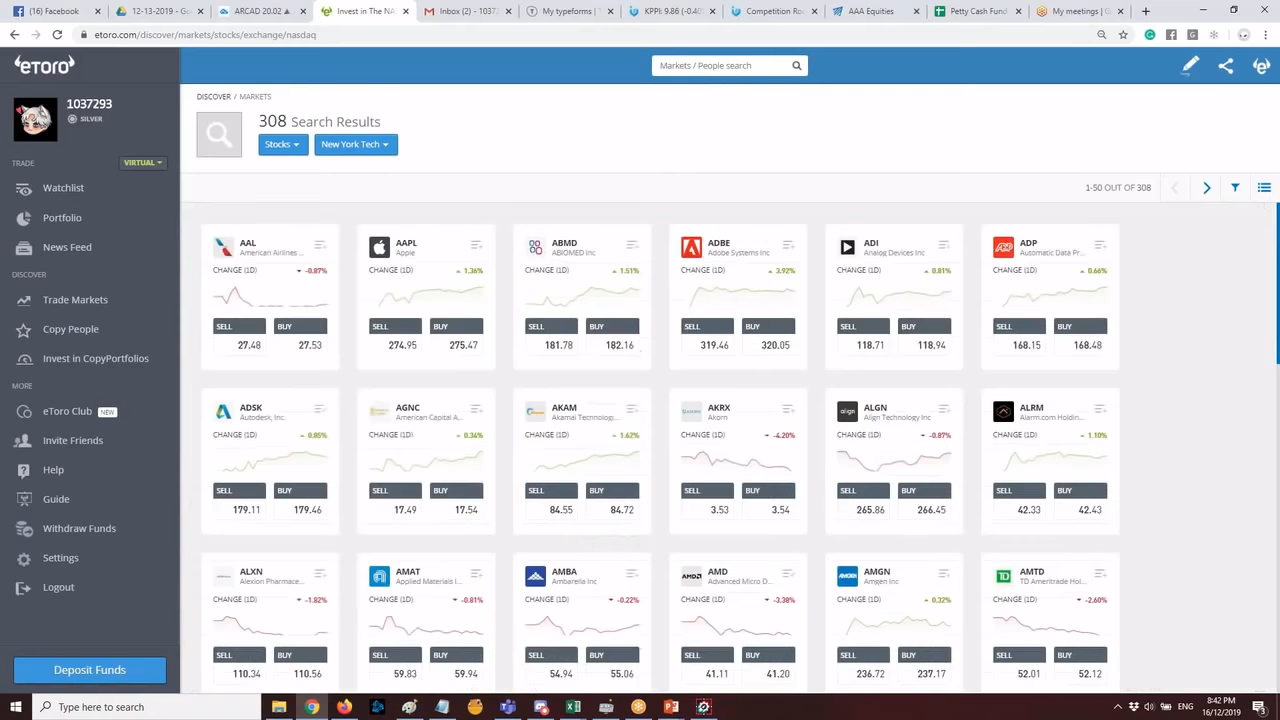 (16) Facebook
12-13-2019 - Go
ARCAD 20.02 ▲
Invest in The NA
Inbox (2) - 1037
My typeforms | T
KPPI: 9.86 (-0.40
Competition Ro
AAA Equities
Petty Cash Fund
My meetings | G
etoro.com/discover/markets/stocks/exchange/nasdaq
eToro
Markets / People search
1037293
SILVER
TRADE
VIRTUAL
Watchlist
Portfolio
News Feed
DISCOVER
Trade Markets
Copy People
Invest in CopyPortfolios
MORE
eToro Club NEW
Invite Friends
Help
Guide
Withdraw Funds
Settings
Logout
Deposit Funds
DISCOVER / MARKETS
308 Search Results
Stocks
New York Tech
1-50 OUT OF 308
AAL
American Airlines ...
CHANGE (1D) -0.87%
SELL BUY
27.48 27.53
AAPL
Apple
CHANGE (1D) 1.36%
SELL BUY
274.95 275.47
ABMD
ABIOMED Inc
CHANGE (1D) 1.51%
SELL BUY
181.78 182.16
ADBE
Adobe Systems Inc
CHANGE (1D) 3.92%
SELL BUY
319.46 320.05
ADI
Analog Devices Inc
CHANGE (1D) 0.81%
SELL BUY
118.71 118.94
ADP
Automatic Data Pr...
CHANGE (1D) 0.66%
SELL BUY
168.15 168.48
ADSK
Autodesk, Inc.
CHANGE (1D) 0.85%
SELL BUY
179.11 179.46
AGNC
American Capital A...
CHANGE (1D) 0.34%
SELL BUY
17.49 17.54
AKAM
Akamai Technologi...
CHANGE (1D) 1.62%
SELL BUY
84.55 84.72
AKRX
Akorn
CHANGE (1D) -4.20%
SELL BUY
3.53 3.54
align
ALGN
Align Technology Inc
CHANGE (1D) -0.87%
SELL BUY
265.86 266.45
ALRM
Alarm.com Holdin...
CHANGE (1D) 1.10%
SELL BUY
42.33 42.43
ALXN
Alexion Pharmace...
CHANGE (1D) -1.82%
SELL BUY
110.34 110.56
AMAT
Applied Materials I...
CHANGE (1D) -0.81%
SELL BUY
59.83 59.94
AMBA
Ambarella Inc
CHANGE (1D) -0.22%
SELL BUY
54.94 55.06
AMD
AMD
Advanced Micro D...
CHANGE (1D) -3.38%
SELL BUY
41.11 41.20
AMGEN
AMGN
Amgen Inc
CHANGE (1D) 0.32%
SELL BUY
236.72 237.17
TD
AMTD
TD Ameritrade Hol...
CHANGE (1D) -2.60%
SELL BUY
52.01 52.12
Type here to search
ENG
8:42 PM
16/12/2019